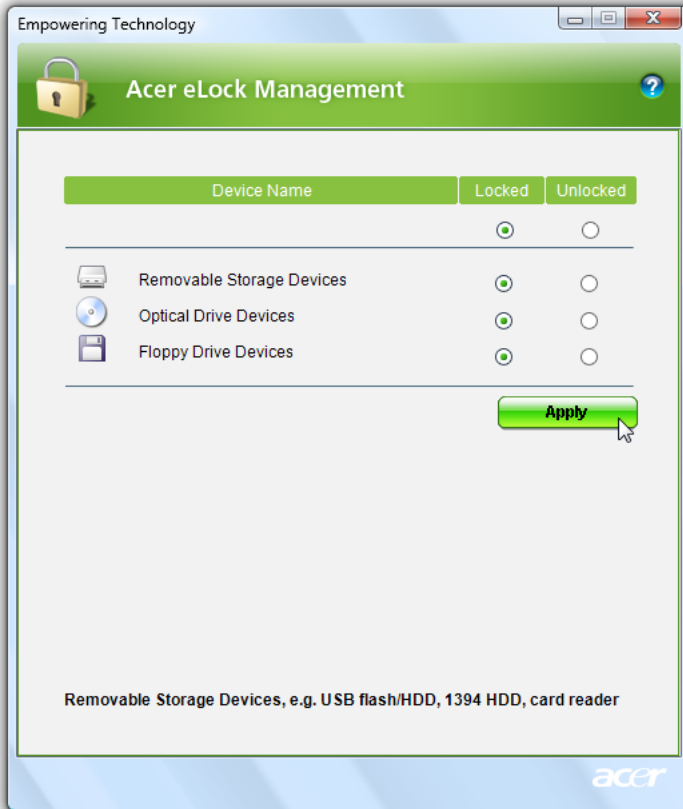 Empowering Technology
Acer eLock Management
Device Name Locked Unlocked
Removable Storage Devices
Optical Drive Devices
Floppy Drive Devices
Apply
Removable Storage Devices, e.g. USB flash/HDD, 1394 HDD, card reader
acer